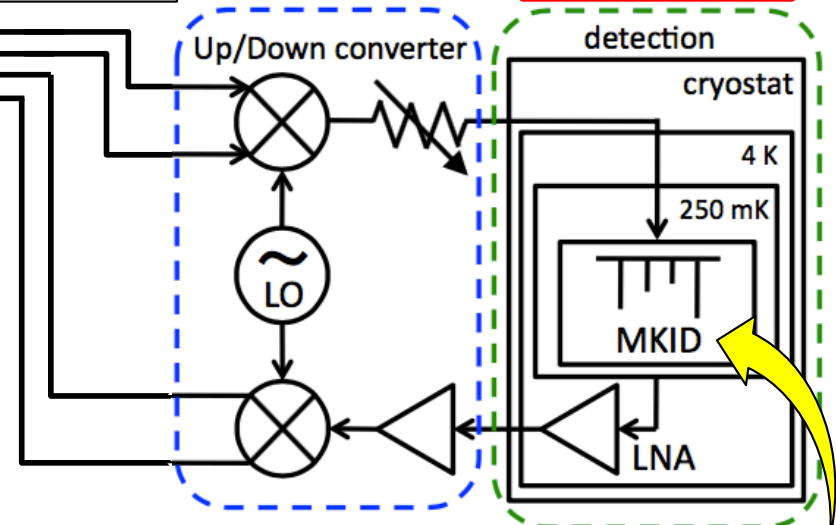 Up/Down converter
detection
cryostat
4 K
250 mK
~
LO
MKID
LNA